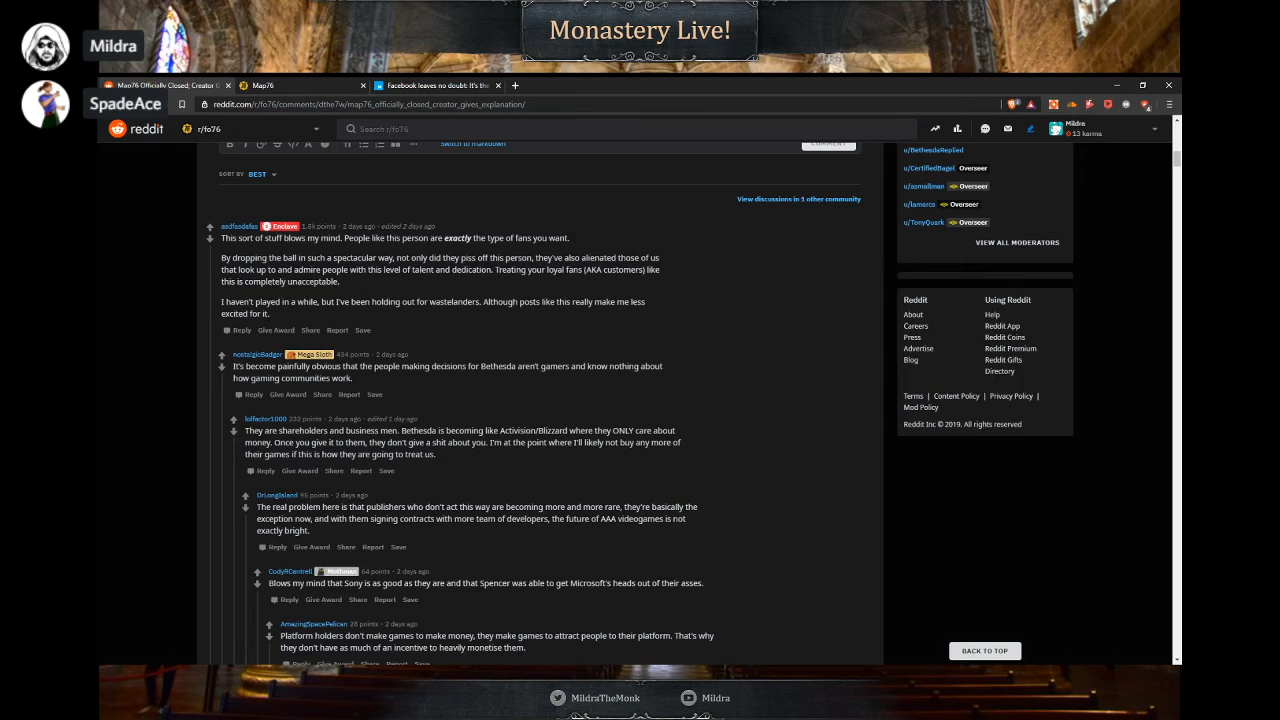 Monastery Live!
Mildra
SpadeAce
Map76 Officially Closed; Creator G
Map76
Facebook leaves no doubt: It's the
reddit.com/r/fo76/comments/dthe7w/map76_officially_closed_creator_gives_explanation/
reddit
r/fo76
Search r/fo76
Mildra
13 karma
Switch to markdown
COMMENT
SORT BY BEST
View discussions in 1 other community
asdfasdafas Enclave 1.5k points · 2 days ago · edited 2 days ago
This sort of stuff blows my mind. People like this person are exactly the type of fans you want.
By dropping the ball in such a spectacular way, not only did they piss off this person, they've also alienated those of us
that look up to and admire people with this level of talent and dedication. Treating your loyal fans (AKA customers) like
this is completely unacceptable.
I haven't played in a while, but I've been holding out for wastelanders. Although posts like this really make me less
excited for it.
Reply Give Award Share Report Save
nostalgicBadger Mega Sloth 434 points · 2 days ago
It's become painfully obvious that the people making decisions for Bethesda aren't gamers and know nothing about
how gaming communities work.
Reply Give Award Share Report Save
lolfactor1000 232 points · 2 days ago · edited 1 day ago
They are shareholders and business men. Bethesda is becoming like Activision/Blizzard where they ONLY care about
money. Once you give it to them, they don't give a shit about you. I'm at the point where I'll likely not buy any more of
their games if this is how they are going to treat us.
Reply Give Award Share Report Save
DrLongIsland 95 points · 2 days ago
The real problem here is that publishers who don't act this way are becoming more and more rare, they're basically the
exception now, and with them signing contracts with more team of developers, the future of AAA videogames is not
exactly bright.
Reply Give Award Share Report Save
CodyRCantrell Mothman 64 points · 2 days ago
Blows my mind that Sony is as good as they are and that Spencer was able to get Microsoft's heads out of their asses.
Reply Give Award Share Report Save
AmazingSpacePelican 28 points · 2 days ago
Platform holders don't make games to make money, they make games to attract people to their platform. That's why
they don't have as much of an incentive to heavily monetise them.
Reply Give Award Share Report Save
u/BethesdaReplied
u/CertifiedBagel Overseer
u/asmallman Overseer
u/lamarcs Overseer
u/TonyQuark Overseer
VIEW ALL MODERATORS
Reddit Using Reddit
About Help
Careers Reddit App
Press Reddit Coins
Advertise Reddit Premium
Blog Reddit Gifts
Directory
Terms | Content Policy | Privacy Policy |
Mod Policy
Reddit Inc © 2019. All rights reserved
BACK TO TOP
MildraTheMonk Mildra